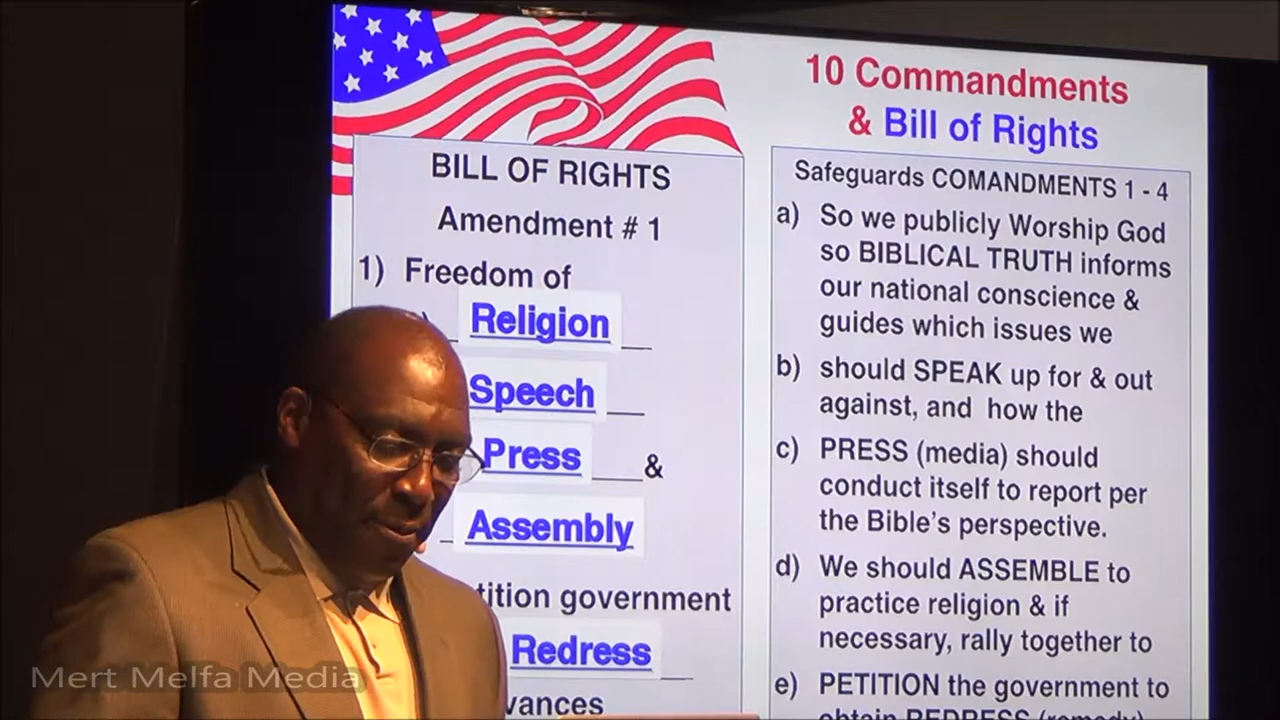 10 Commandments
& Bill of Rights
BILL OF RIGHTS
Amendment # 1
1) Freedom of
Religion
Speech
Press &
Assembly
tition government
Redress
vances
Safeguards COMANDMENTS 1 - 4
a) So we publicly Worship God
so BIBLICAL TRUTH informs
our national conscience &
guides which issues we
b) should SPEAK up for & out
against, and how the
c) PRESS (media) should
conduct itself to report per
the Bible's perspective.
d) We should ASSEMBLE to
practice religion & if
necessary, rally together to
e) PETITION the government to
obtain REDRESS (remedy)
Mert Melfa Media